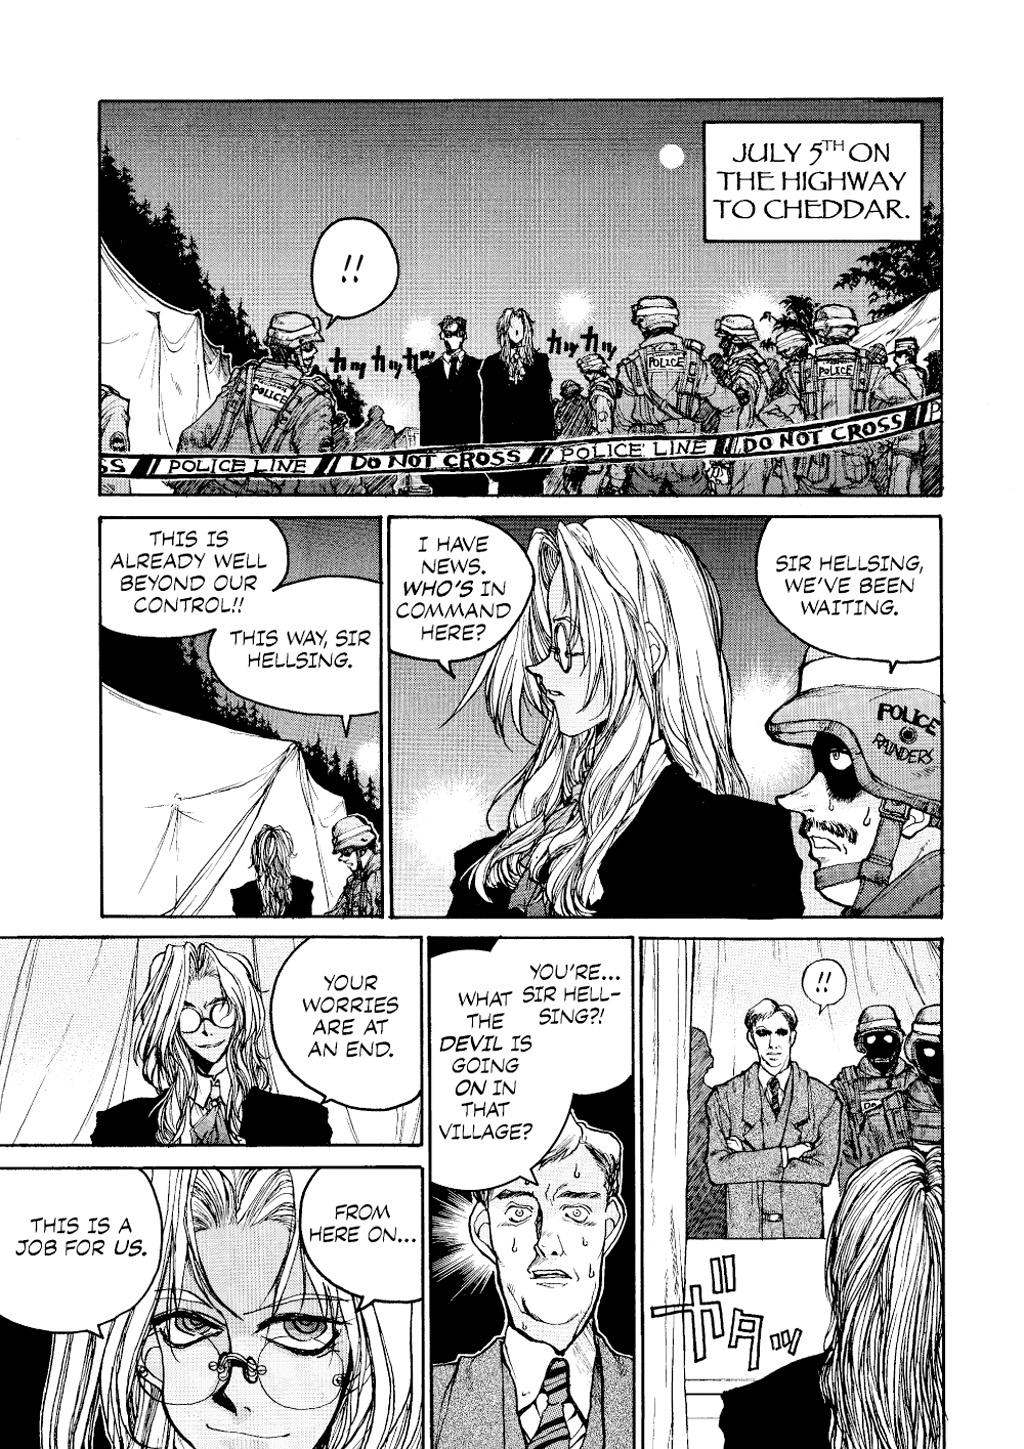 JULY 5TH ON
THE HIGHWAY
TO CHEDDAR.
!!
カッカッカッ
カッカッ
POLICE
POLICE
POLICE
SS // POLICE LINE // DO NOT CROSS // POLICE LINE // DO NOT CROSS // P
SIR HELLSING,
WE'VE BEEN
WAITING.
POLICE
RAINDERS
I HAVE
NEWS.
WHO'S IN
COMMAND
HERE?
THIS IS
ALREADY WELL
BEYOND OUR
CONTROL!!
THIS WAY, SIR
HELLSING.
!!
ガタッ
YOU'RE...
SIR HELL-
SING?!
WHAT
THE
DEVIL IS
GOING
ON IN
THAT
VILLAGE?
YOUR
WORRIES
ARE AT
AN END.
FROM
HERE ON...
THIS IS A
JOB FOR US.